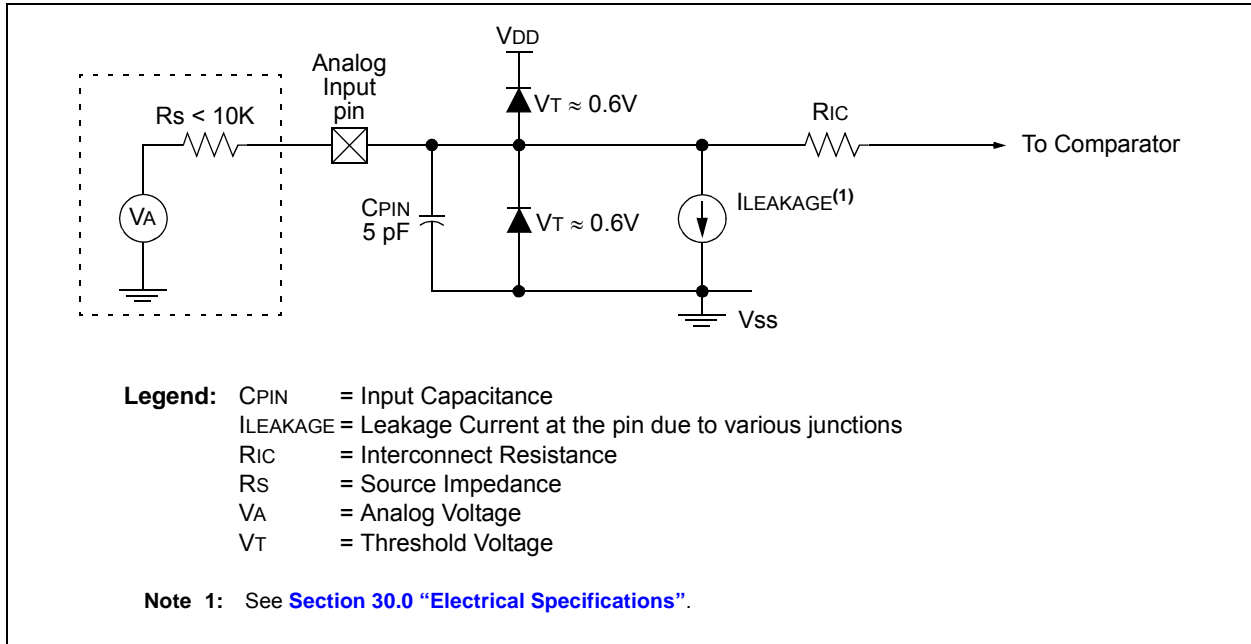 VDD
Analog
Input
pin
Rs < 10K
VT ≈ 0.6V
RIC
To Comparator
VA
CPIN
5 pF
VT ≈ 0.6V
ILEAKAGE(1)
Vss
Legend: CPIN = Input Capacitance
ILEAKAGE = Leakage Current at the pin due to various junctions
RIC = Interconnect Resistance
RS = Source Impedance
VA = Analog Voltage
VT = Threshold Voltage
Note 1: See Section 30.0 “Electrical Specifications”.